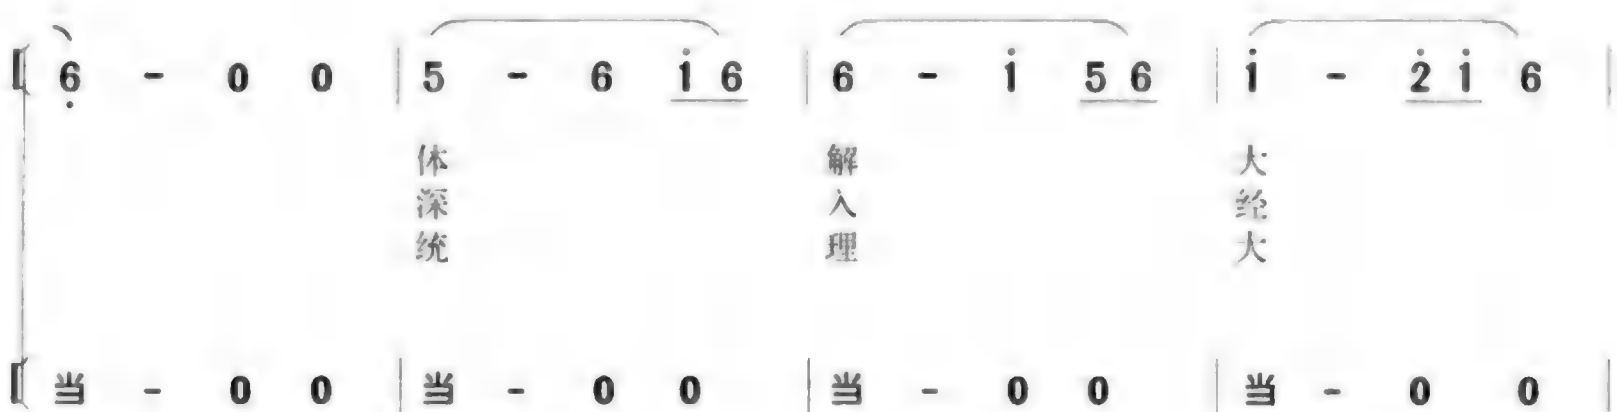 6̣ - 0 0 | 5 - 6 i̇ 6 | 6 - i̇ 5 6 | i̇ - 2̇ i̇ 6 |
体 解 大
深 入 经
统 理 大
当 - 0 0 | 当 - 0 0 | 当 - 0 0 | 当 - 0 0 |